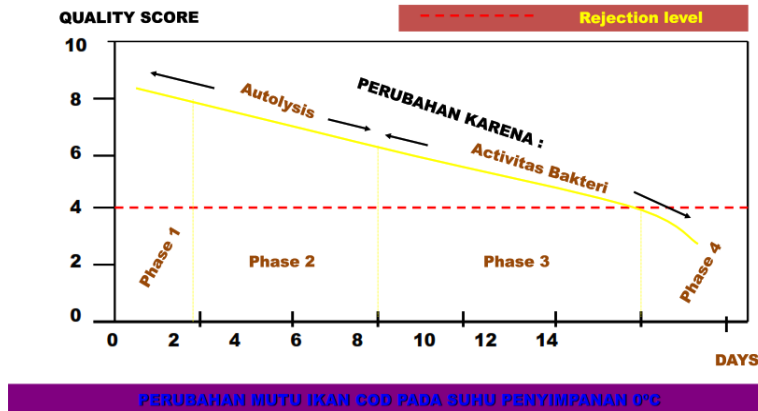 QUALITY SCORE
Rejection level
10
8
6
4
2
0
Autolysis
PERUBAHAN KARENA :
Activitas Bakteri
Phase 1
Phase 2
Phase 3
Phase 4
0 2 4 6 8 10 12 14
DAYS
PERUBAHAN MUTU IKAN COD PADA SUHU PENYIMPANAN 0°C